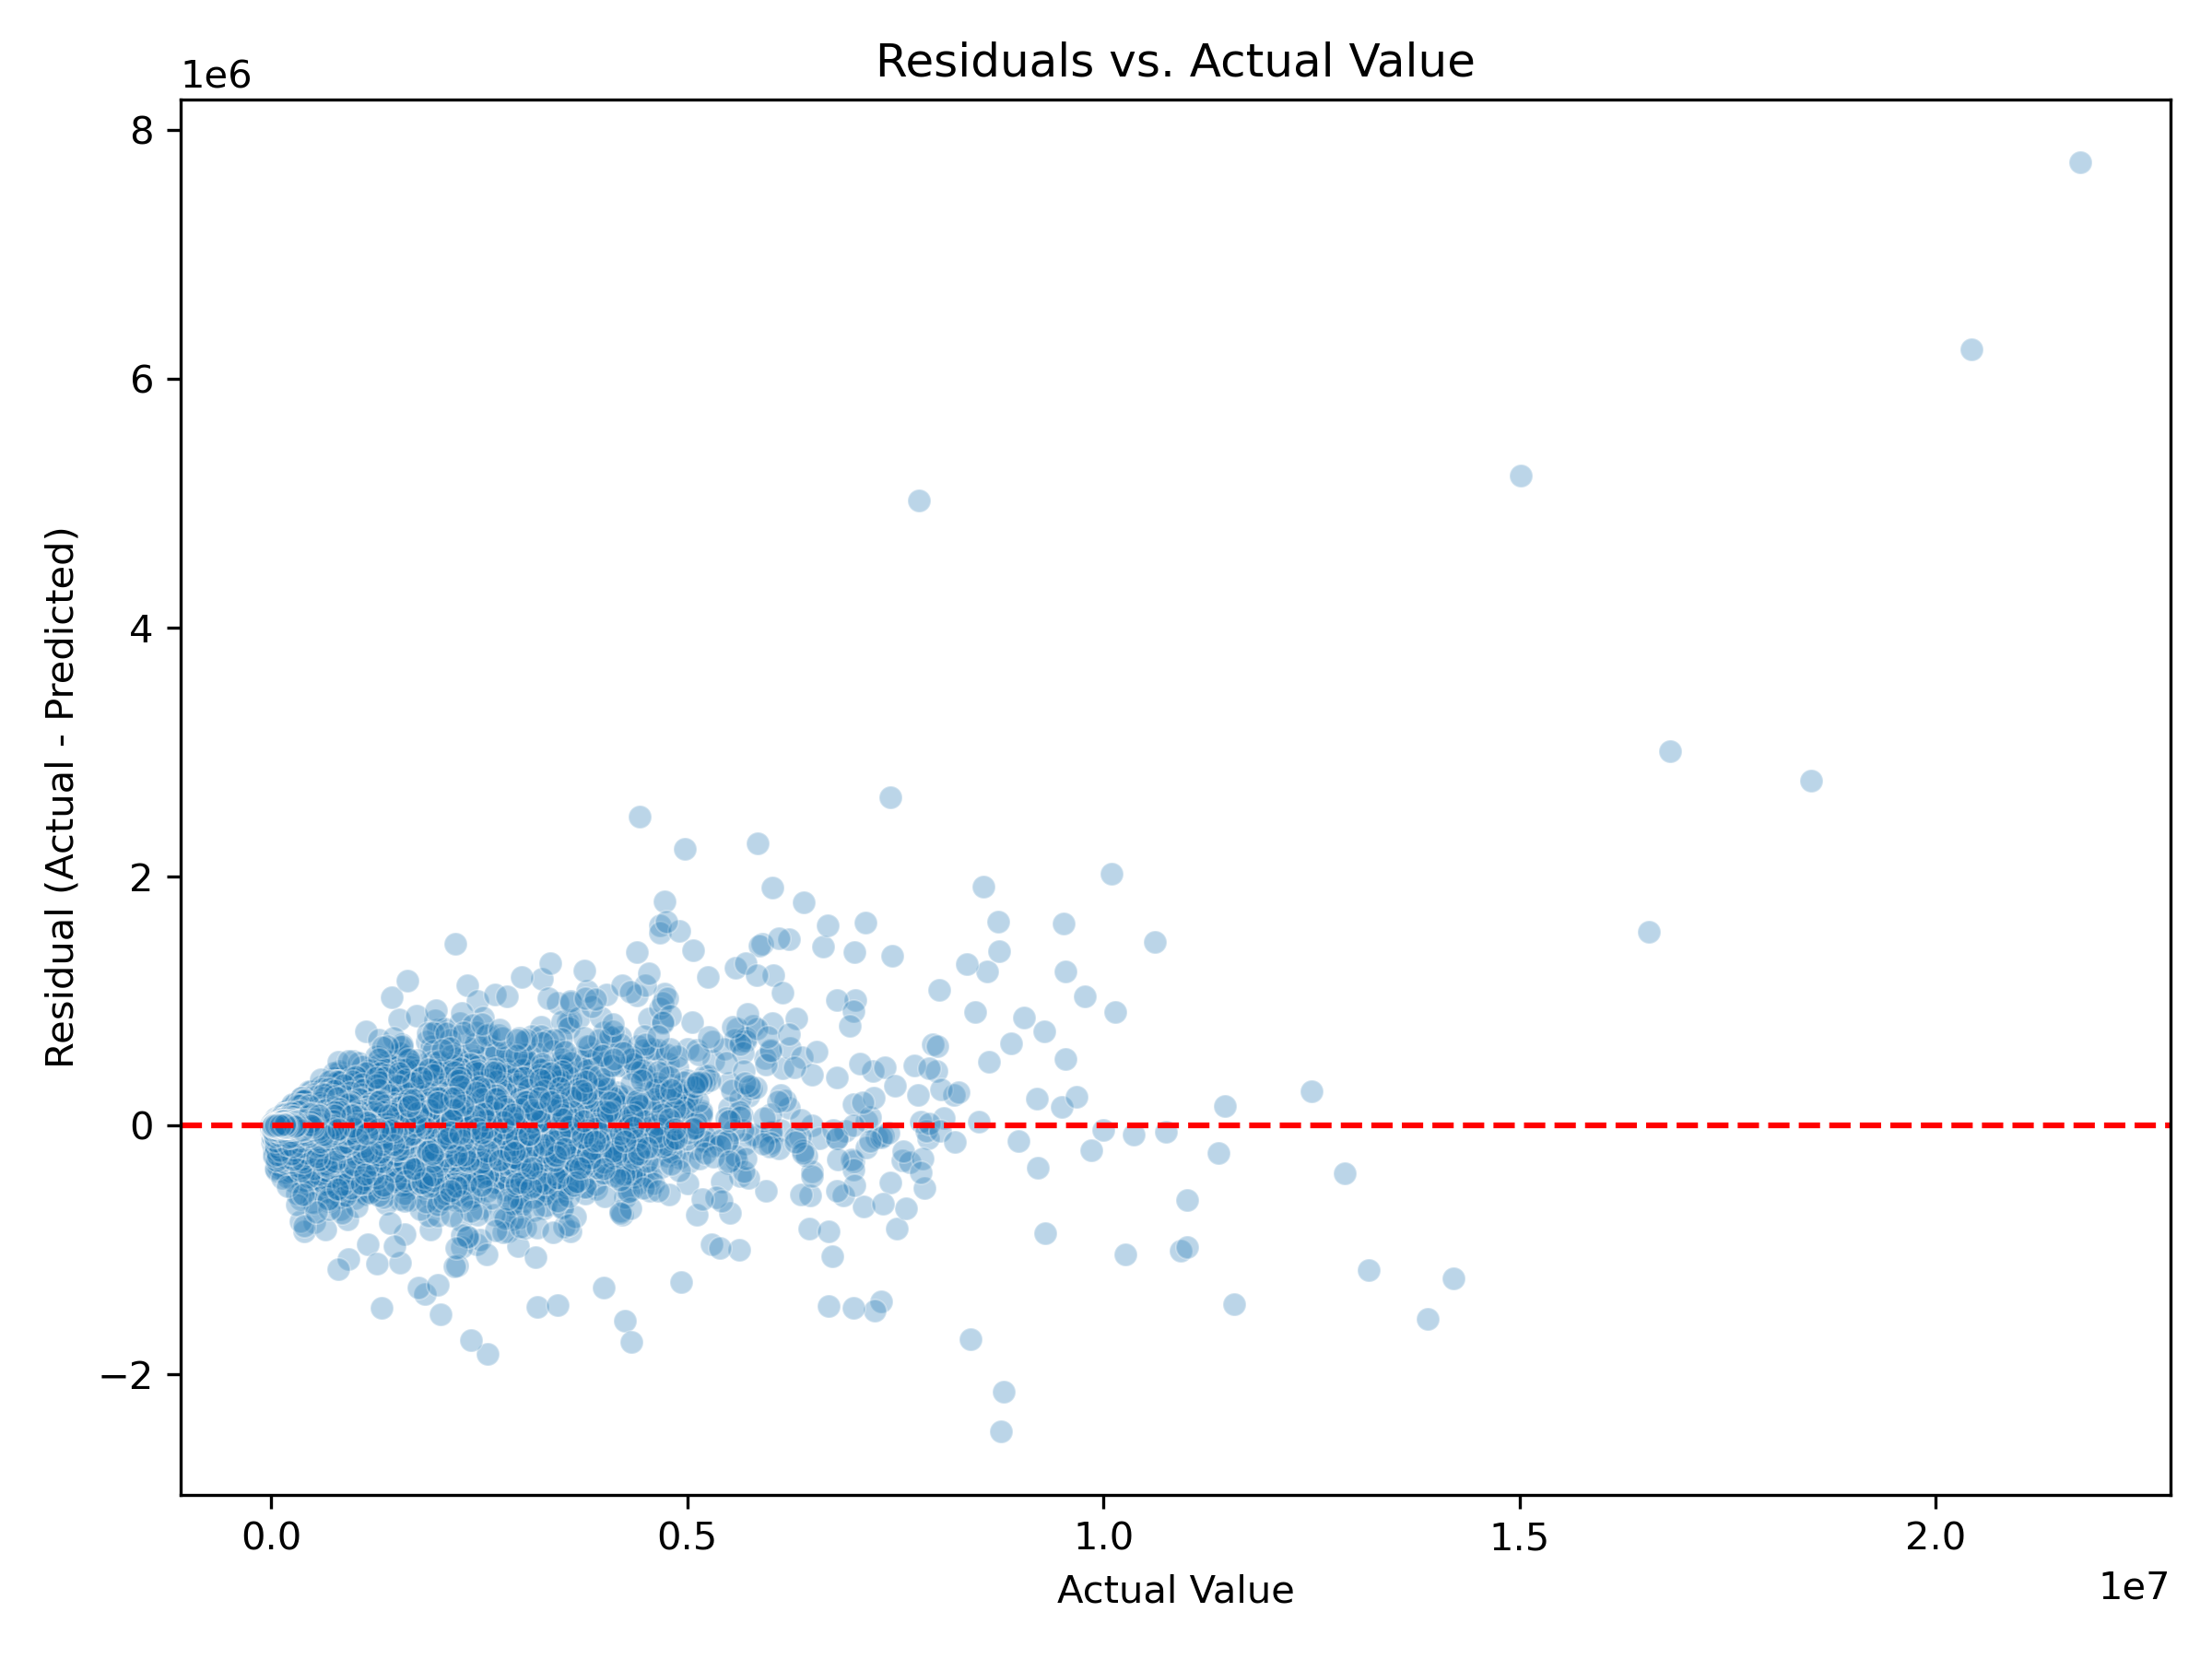 Residuals vs. Actual Value
1e6
8
6
4
2
0
−2
Residual (Actual - Predicted)
0.0 0.5 1.0 1.5 2.0
1e7
Actual Value